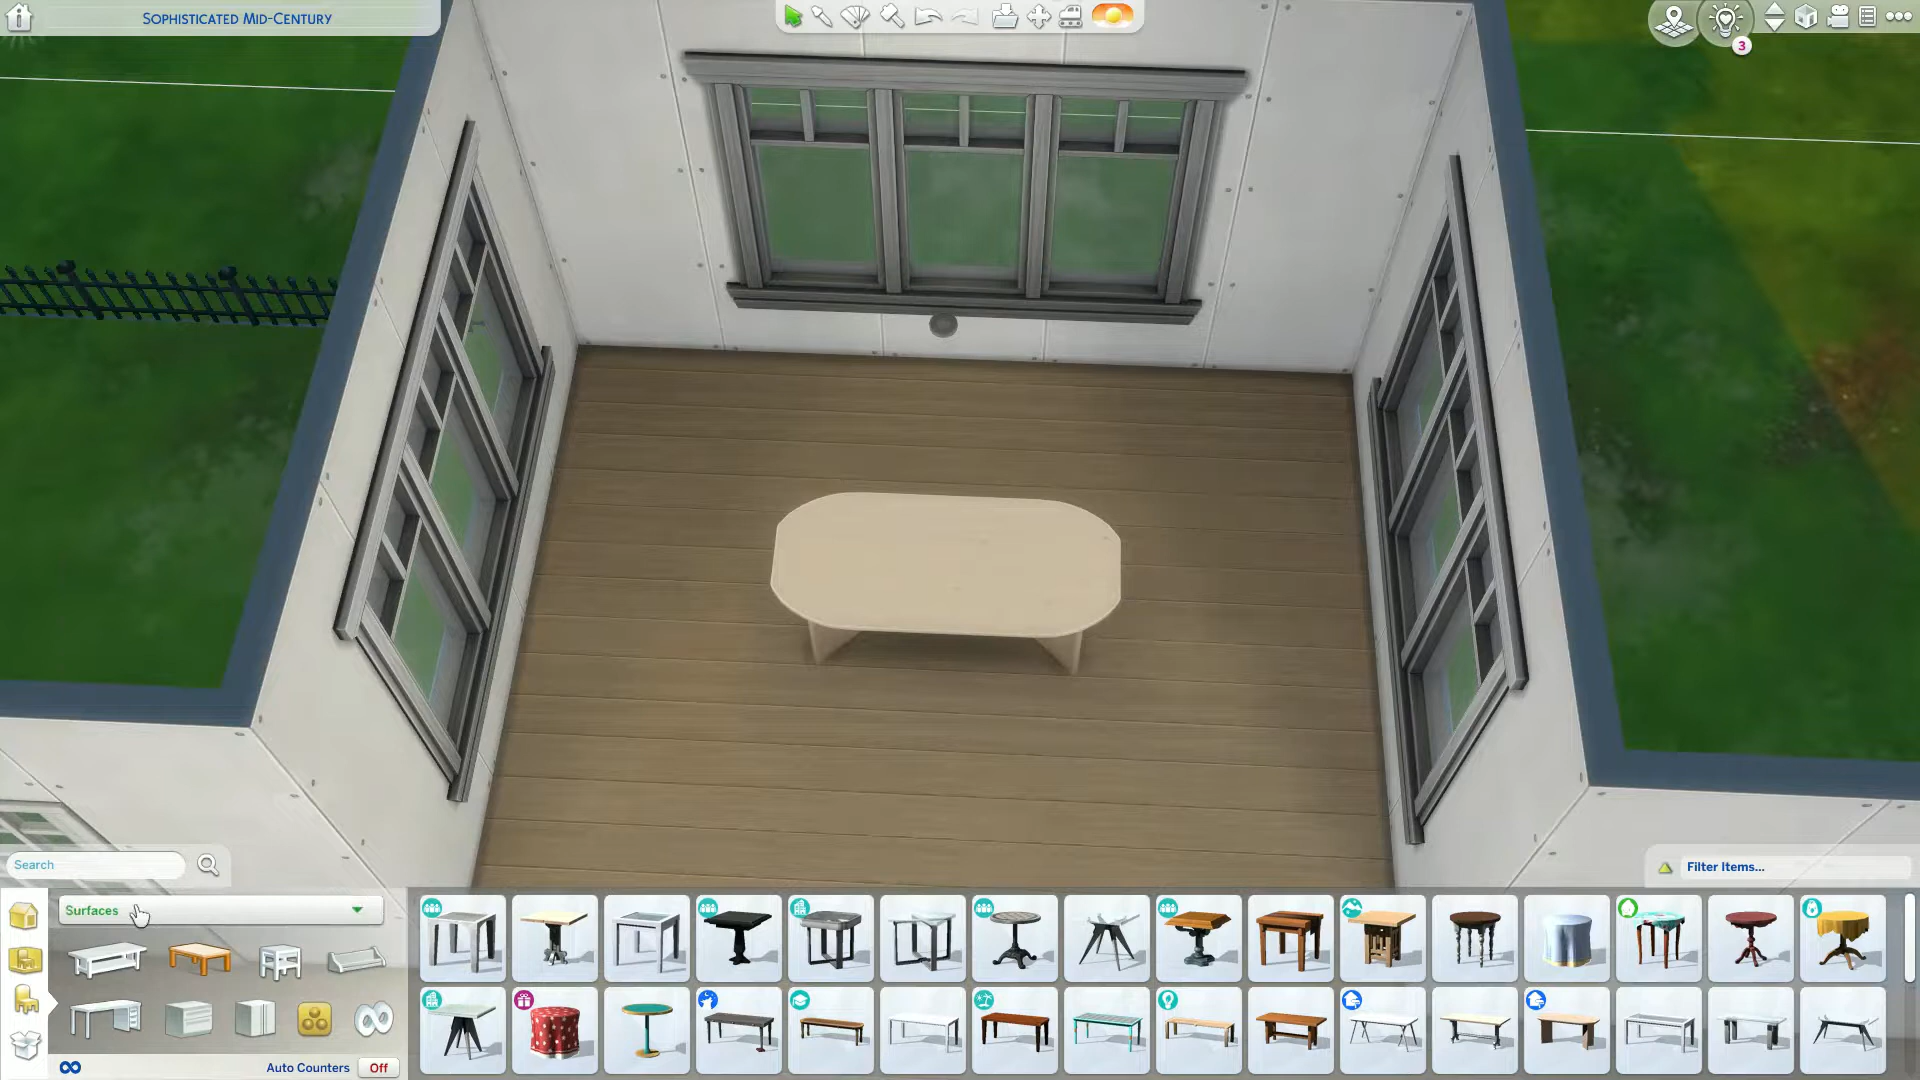 Sophisticated Mid-Century
3
Search
Filter Items...
Surfaces
Auto Counters
Off